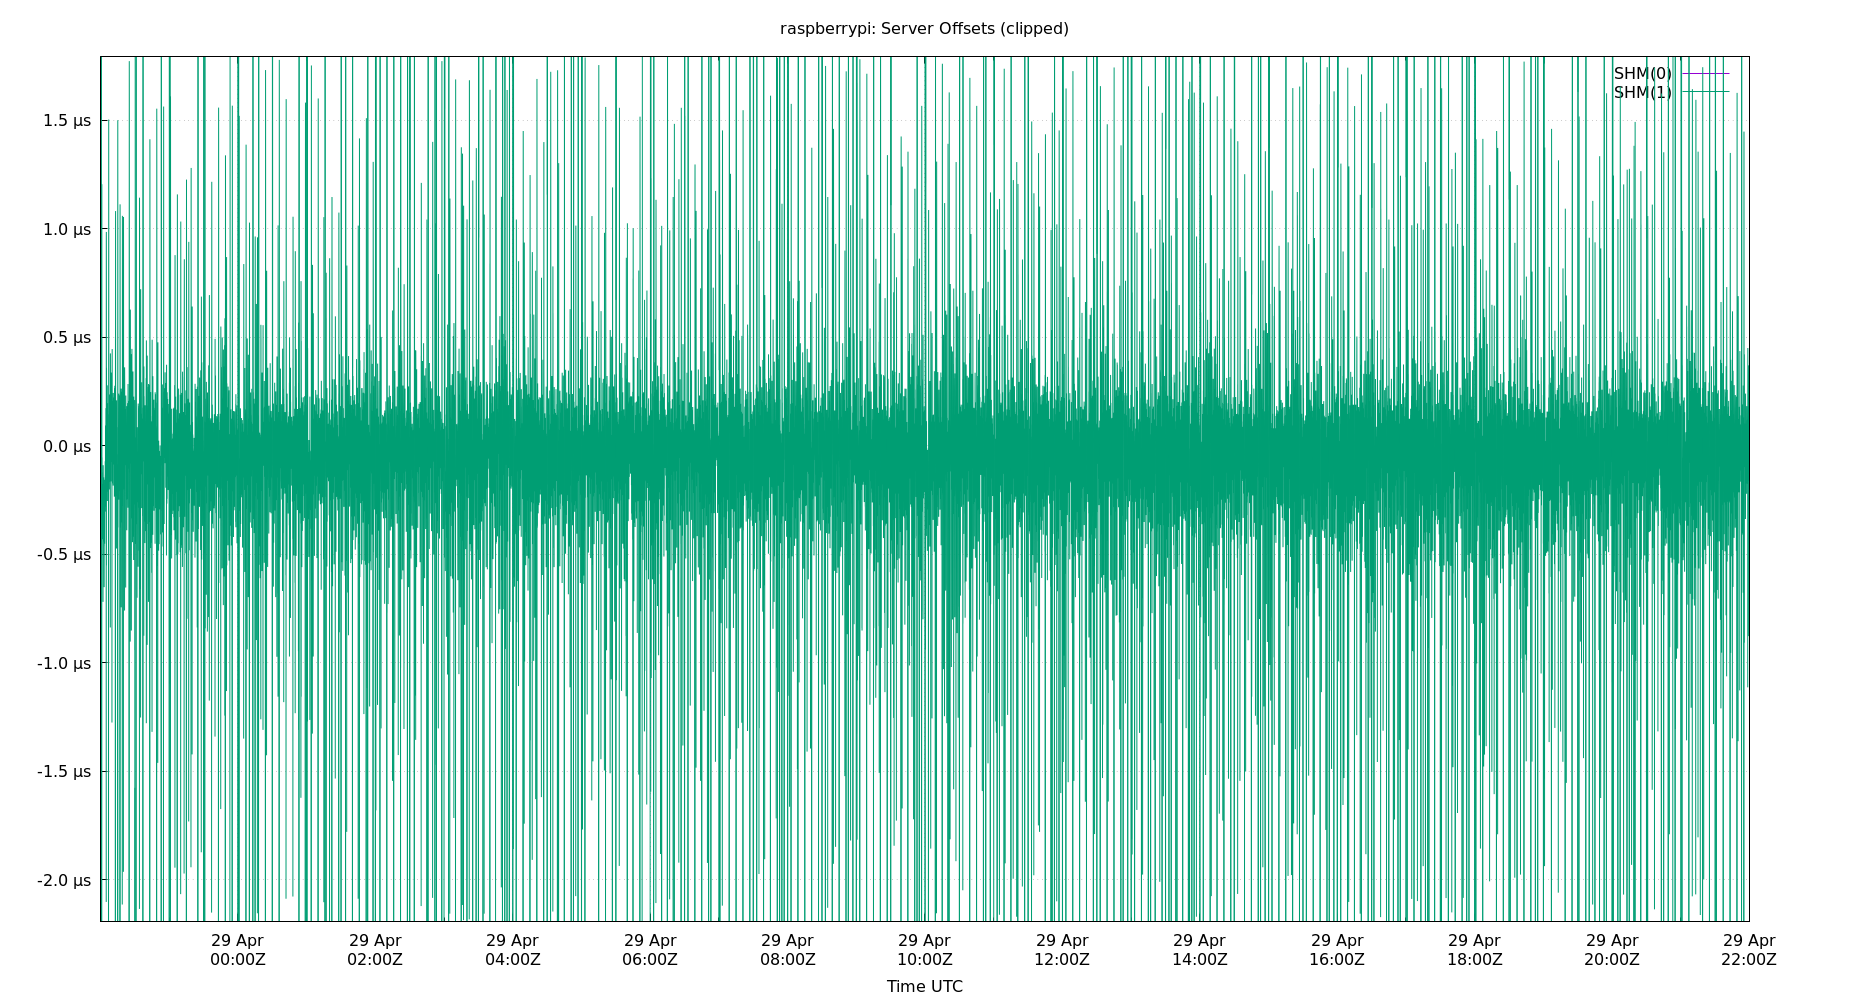 raspberrypi: Server Offsets (clipped)
SHM(0)
SHM(1)
1.5 µs
1.0 µs
0.5 µs
0.0 µs
-0.5 µs
-1.0 µs
-1.5 µs
-2.0 µs
29 Apr 29 Apr 29 Apr 29 Apr 29 Apr 29 Apr 29 Apr 29 Apr 29 Apr 29 Apr 29 Apr 29 Apr
00:00Z 02:00Z 04:00Z 06:00Z 08:00Z 10:00Z 12:00Z 14:00Z 16:00Z 18:00Z 20:00Z 22:00Z
Time UTC